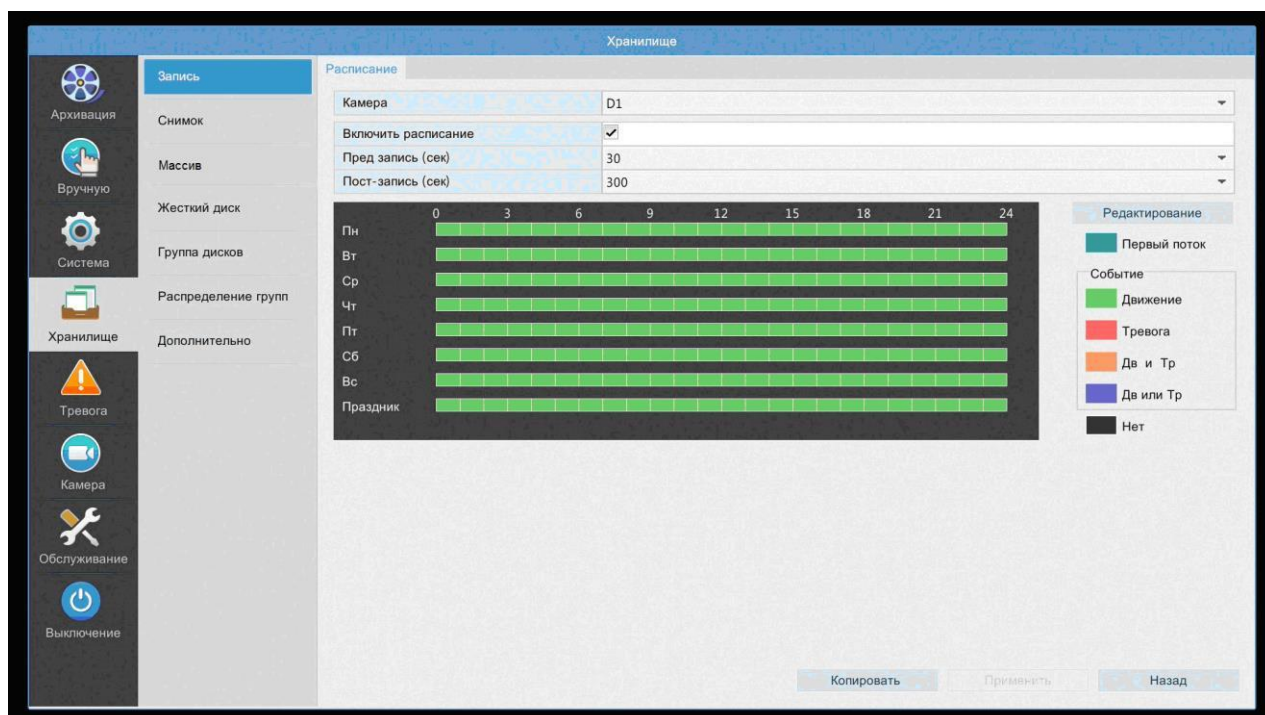 Хранилище
Архивация
Вручную
Система
Хранилище
Тревога
Камера
Обслуживание
Выключение
Запись
Снимок
Массив
Жесткий диск
Группа дисков
Распределение групп
Дополнительно
Расписание
Камера D1
Включить расписание
Пред запись (сек) 30
Пост-запись (сек) 300
0 3 6 9 12 15 18 21 24
Пн
Вт
Ср
Чт
Пт
Сб
Вс
Праздник
Редактирование
Первый поток
Событие
Движение
Тревога
Дв и Тр
Дв или Тр
Нет
Копировать Применить Назад